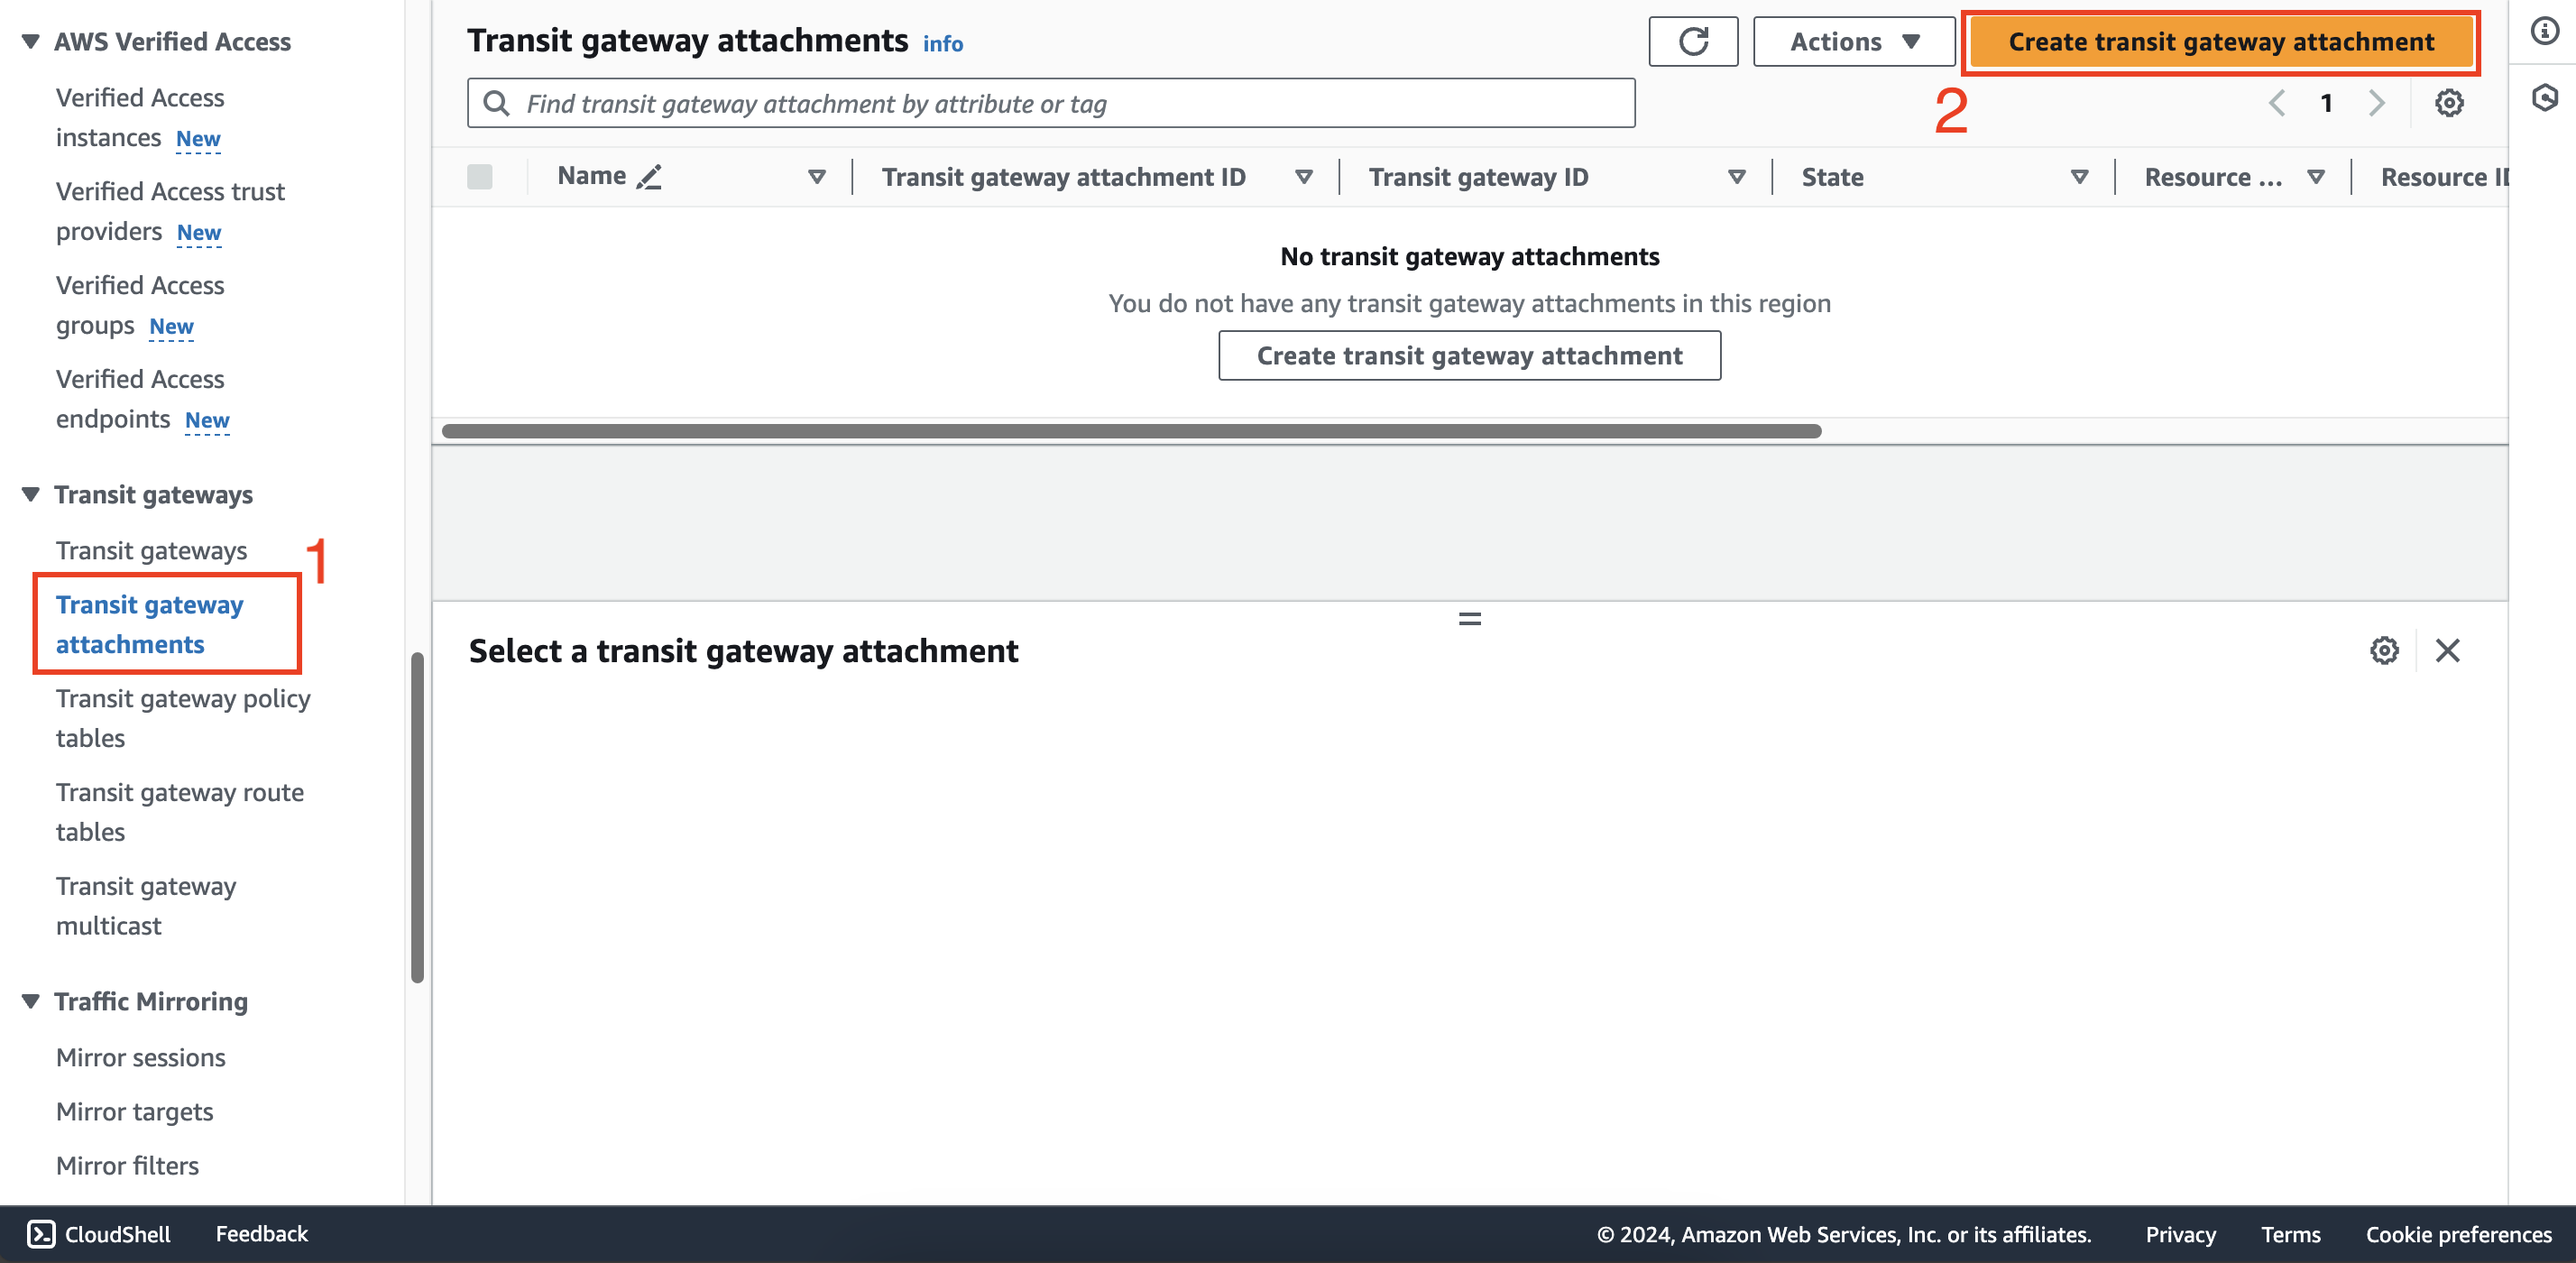 AWS Verified Access
Verified Access
instances New
Verified Access trust
providers New
Verified Access
groups New
Verified Access
endpoints New
Transit gateways
Transit gateways
1
Transit gateway
attachments
Transit gateway policy
tables
Transit gateway route
tables
Transit gateway
multicast
Traffic Mirroring
Mirror sessions
Mirror targets
Mirror filters
Transit gateway attachments info
Actions
Create transit gateway attachment
Find transit gateway attachment by attribute or tag
2
1
Name
Transit gateway attachment ID
Transit gateway ID
State
Resource ...
Resource ID
No transit gateway attachments
You do not have any transit gateway attachments in this region
Create transit gateway attachment
Select a transit gateway attachment
CloudShell
Feedback
© 2024, Amazon Web Services, Inc. or its affiliates.
Privacy
Terms
Cookie preferences